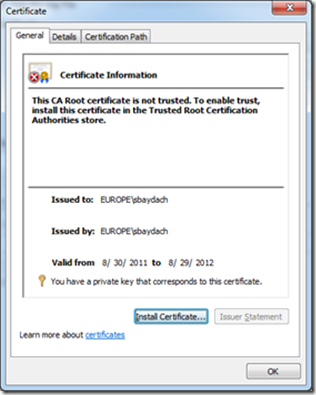 Certificate
General Details Certification Path
Certificate Information
This CA Root certificate is not trusted. To enable trust,
install this certificate in the Trusted Root Certification
Authorities store.
Issued to: EUROPE\sbaydach
Issued by: EUROPE\sbaydach
Valid from 8/ 30/ 2011 to 8/ 29/ 2012
You have a private key that corresponds to this certificate.
Install Certificate... Issuer Statement
Learn more about certificates
OK